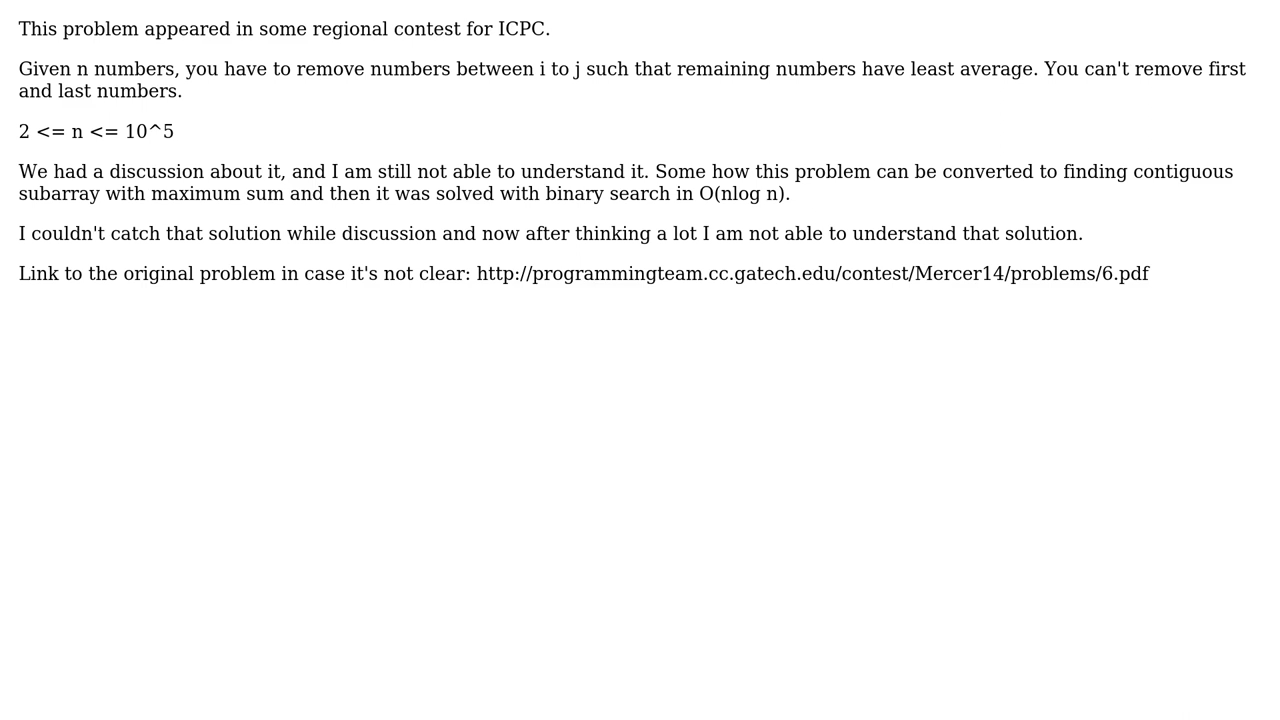 This problem appeared in some regional contest for ICPC.
Given n numbers, you have to remove numbers between i to j such that remaining numbers have least average. You can't remove first
and last numbers.
2 <= n <= 10^5
We had a discussion about it, and I am still not able to understand it. Some how this problem can be converted to finding contiguous
subarray with maximum sum and then it was solved with binary search in O(nlog n).
I couldn't catch that solution while discussion and now after thinking a lot I am not able to understand that solution.
Link to the original problem in case it's not clear: http://programmingteam.cc.gatech.edu/contest/Mercer14/problems/6.pdf